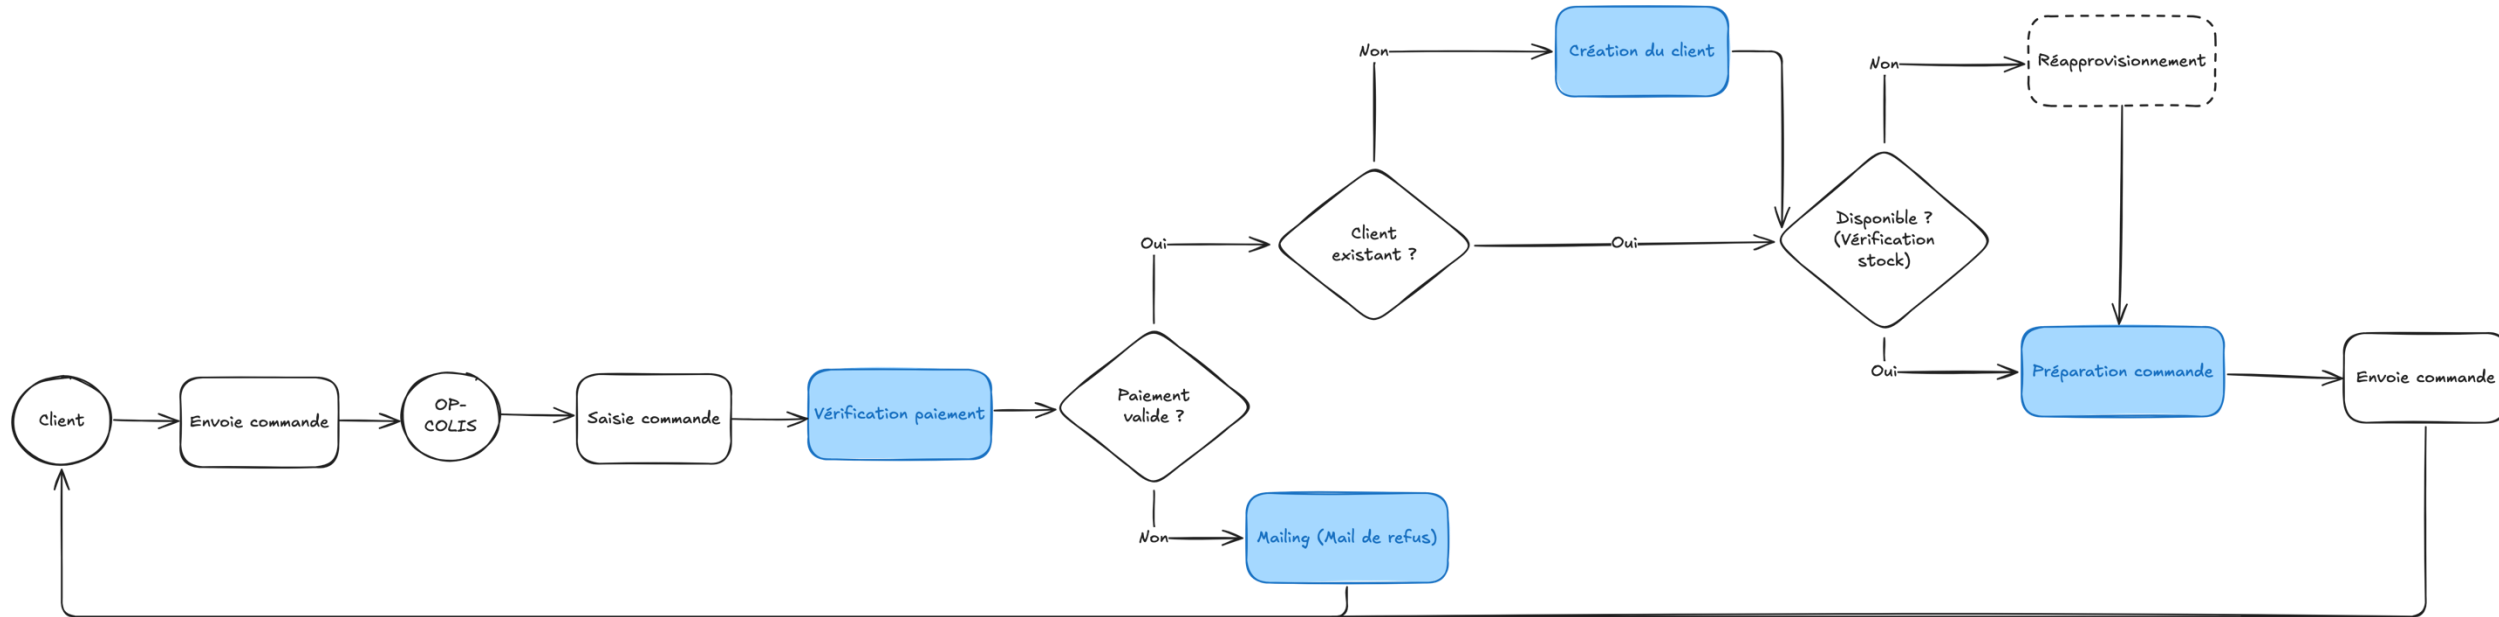 Client
Envoie commande
OP-
COLIS
Saisie commande
Vérification paiement
Paiement
valide ?
Oui
Non
Mailing (Mail de refus)
Client
existant ?
Non
Création du client
Oui
Disponible ?
(Vérification
stock)
Non
Réapprovisionnement
Oui
Préparation commande
Envoie commande